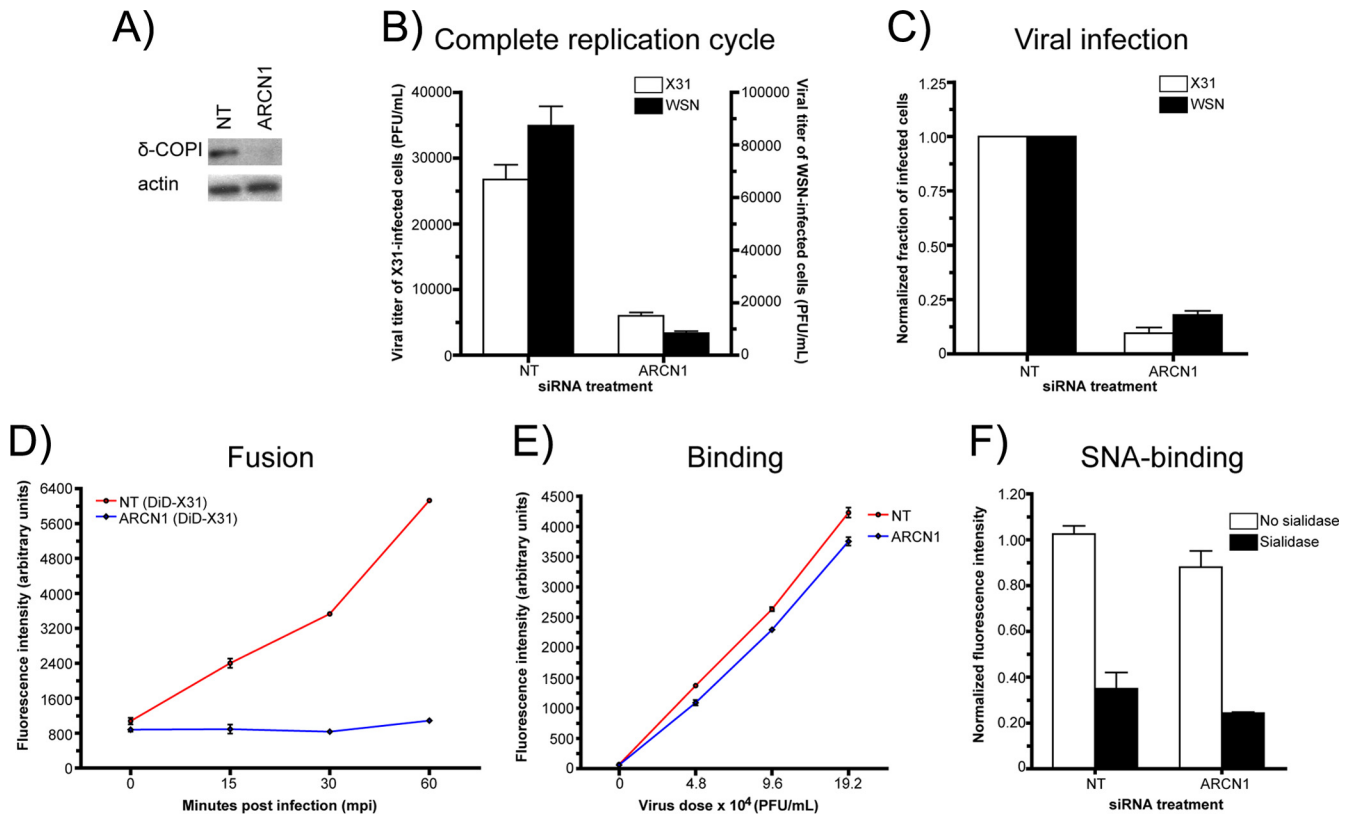 A)
NT
ARCN1
δ-COPI
actin
B)
Complete replication cycle
X31
WSN
Viral titer of X31-infected cells (PFU/mL)
40000
30000
20000
10000
0
Viral titer of WSN-infected cells (PFU/mL)
100000
80000
60000
40000
20000
0
NT
ARCN1
siRNA treatment
C)
Viral infection
X31
WSN
Normalized fraction of infected cells
1.25
1.00
0.75
0.50
0.25
0
NT
ARCN1
siRNA treatment
D)
Fusion
NT (DiD-X31)
ARCN1 (DiD-X31)
Fluorescence intensity (arbitrary units)
6400
5600
4800
4000
3200
2400
1600
800
0
0
15
30
60
Minutes post infection (mpi)
E)
Binding
NT
ARCN1
Fluorescence intensity (arbitrary units)
4500
4000
3500
3000
2500
2000
1500
1000
500
0
0
4.8
9.6
19.2
Virus dose x 10⁴ (PFU/mL)
F)
SNA-binding
No sialidase
Sialidase
Normalized fluorescence intensity
1.20
1.00
0.80
0.60
0.40
0.20
0
NT
ARCN1
siRNA treatment